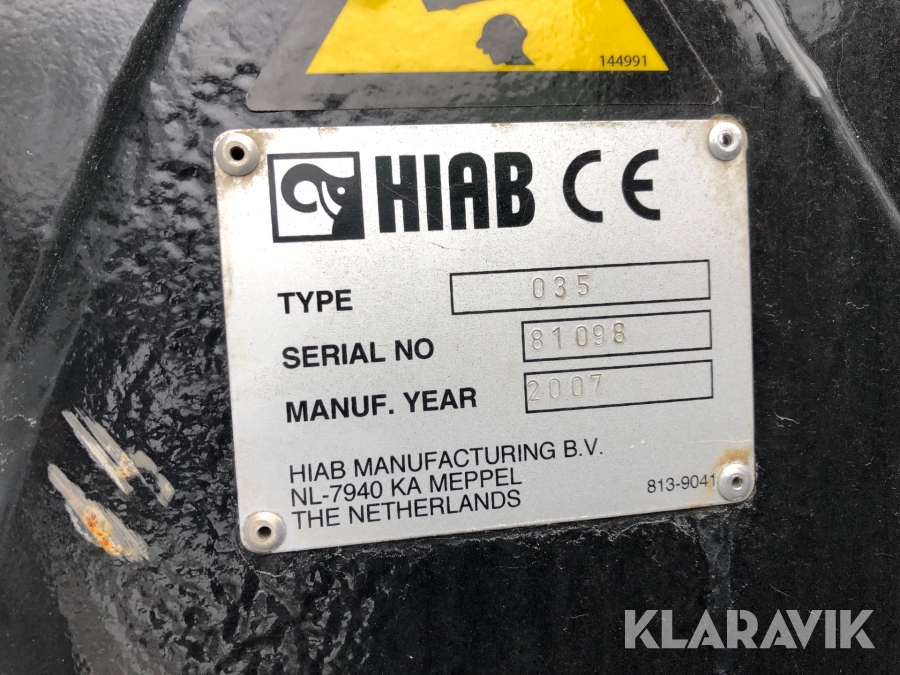 144991
HIAB CE
TYPE 035
SERIAL NO 81098
MANUF. YEAR 2007
HIAB MANUFACTURING B.V.
NL-7940 KA MEPPEL
THE NETHERLANDS
813-9041
KLARAVIK